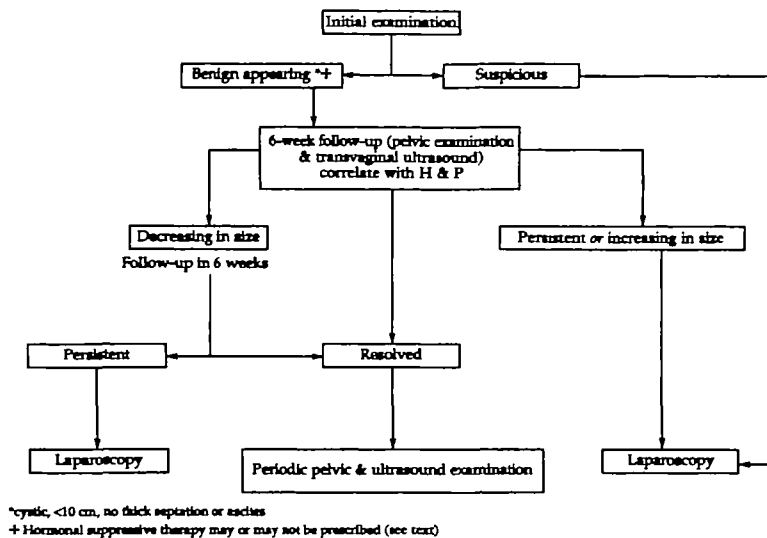 Initial examination
Benign appearing *+
Suspicious
6-week follow-up (pelvic examination
& transvaginal ultrasound)
correlate with H & P
Decreasing in size
Follow-up in 6 weeks
Persistent or increasing in size
Persistent
Resolved
Laparoscopy
Periodic pelvic & ultrasound examination
Laparoscopy
*cystic, <10 cm, no thick septation or ascites
+ Hormonal suppressive therapy may or may not be prescribed (see text)